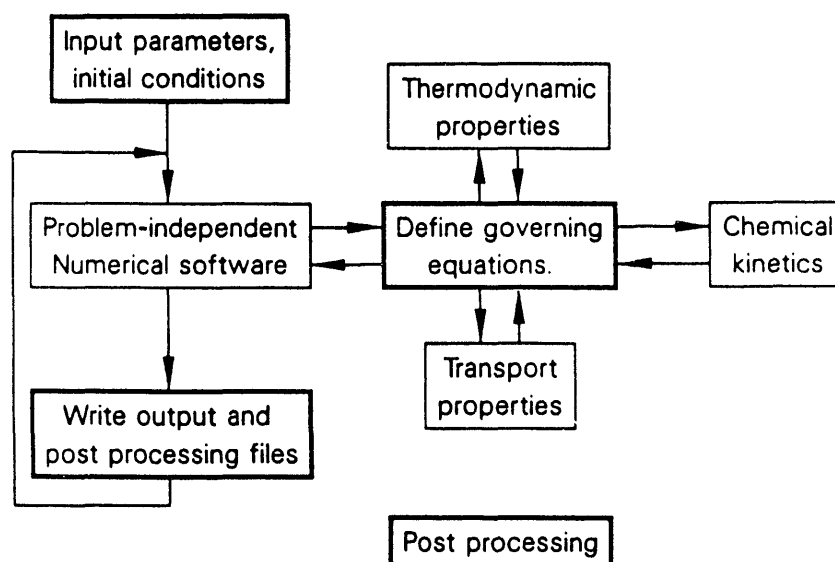 Input parameters,
initial conditions
Thermodynamic
properties
Problem-independent
Numerical software
Define governing
equations.
Chemical
kinetics
Transport
properties
Write output and
post processing files
Post processing